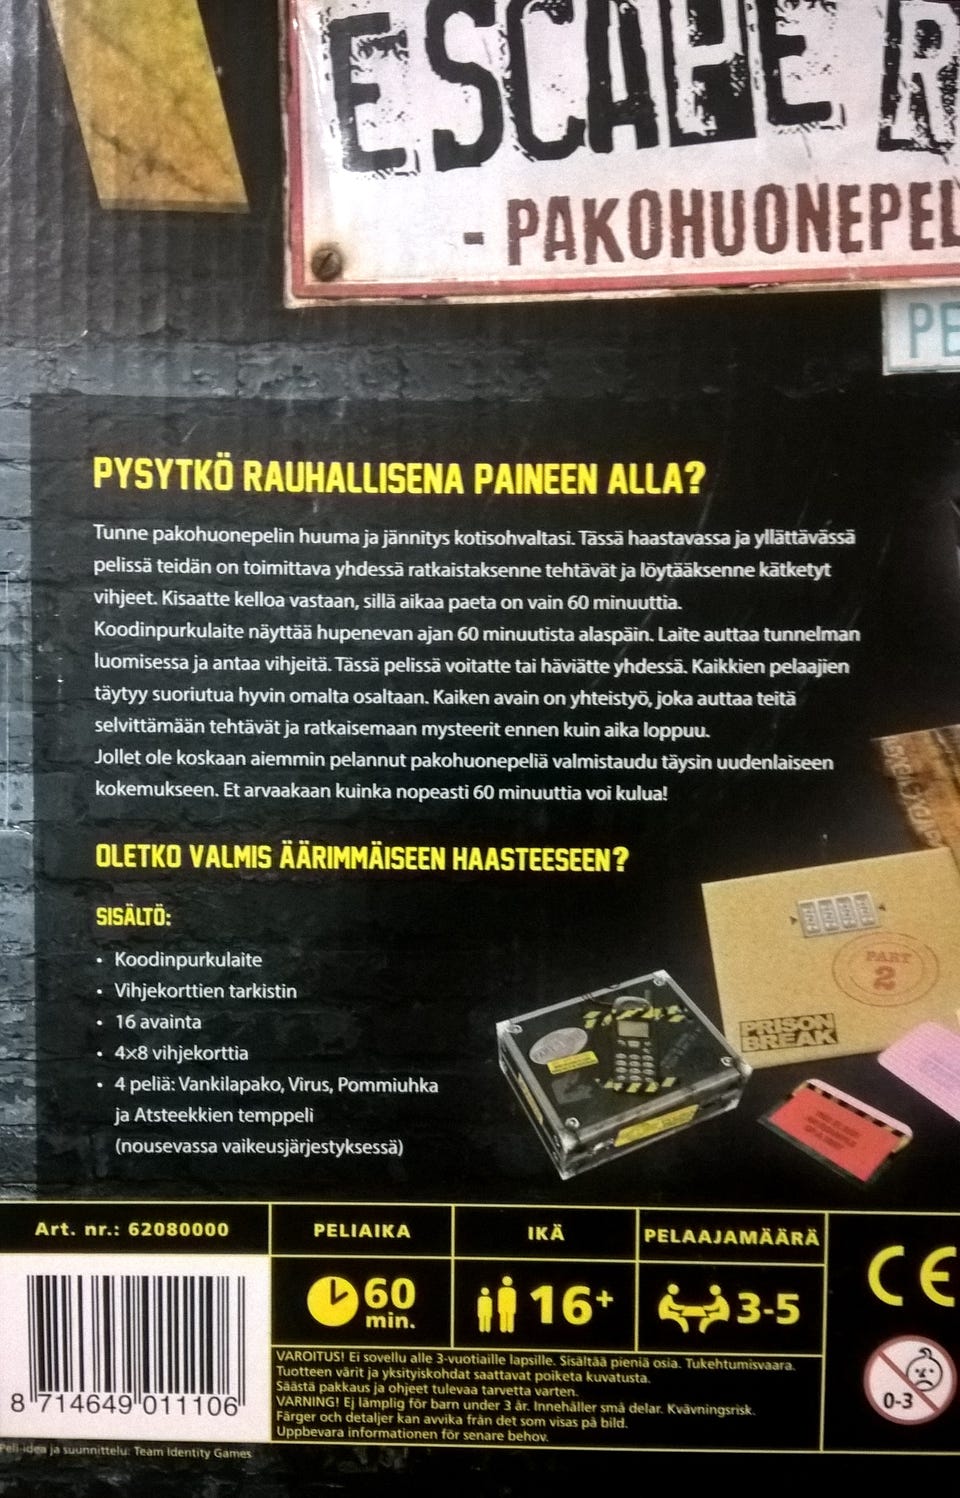 ESCAPE R
- PAKOHUONEPEL
PE
PYSYTKÖ RAUHALLISENA PAINEEN ALLA?
Tunne pakohuonepelin huuma ja jännitys kotisohvaltasi. Tässä haastavassa ja yllättävässä
pelissä teidän on toimittava yhdessä ratkaistaksenne tehtävät ja löytääksenne kätketyt
vihjeet. Kisaatte kelloa vastaan, sillä aikaa paeta on vain 60 minuuttia.
Koodinpurkulaite näyttää hupenevan ajan 60 minuutista alaspäin. Laite auttaa tunnelman
luomisessa ja antaa vihjeitä. Tässä pelissä voitatte tai häviätte yhdessä. Kaikkien pelaajien
täytyy suoriutua hyvin omalta osaltaan. Kaiken avain on yhteistyö, joka auttaa teitä
selvittämään tehtävät ja ratkaisemaan mysteerit ennen kuin aika loppuu.
Jollet ole koskaan aiemmin pelannut pakohuonepeliä valmistaudu täysin uudenlaiseen
kokemukseen. Et arvaakaan kuinka nopeasti 60 minuuttia voi kulua!
OLETKO VALMIS ÄÄRIMMÄISEEN HAASTEESEEN?
SISÄLTÖ:
• Koodinpurkulaite
• Vihjekorttien tarkistin
• 16 avainta
• 4×8 vihjekorttia
• 4 peliä: Vankilapako, Virus, Pommiuhka
ja Atsteekkien temppeli
(nousevassa vaikeusjärjestyksessä)
PART
2
PRISON
BREAK
Art. nr.: 62080000
PELIAIKA
IKÄ
PELAAJAMÄÄRÄ
60
min.
16+
3-5
CE
0-3
8 714649 011106
VAROITUS! Ei sovellu alle 3-vuotiaille lapsille. Sisältää pieniä osia. Tukehtumisvaara.
Tuotteen värit ja yksityiskohdat saattavat poiketa kuvatusta.
Säästä pakkaus ja ohjeet tulevaa tarvetta varten.
VARNING! Ej lämplig för barn under 3 år. Innehåller små delar. Kvävningsrisk.
Färger och detaljer kan avvika från det som visas på bild.
Uppbevara informationen för senare behov.
Peli-idea ja suunnittelu: Team Identity Games